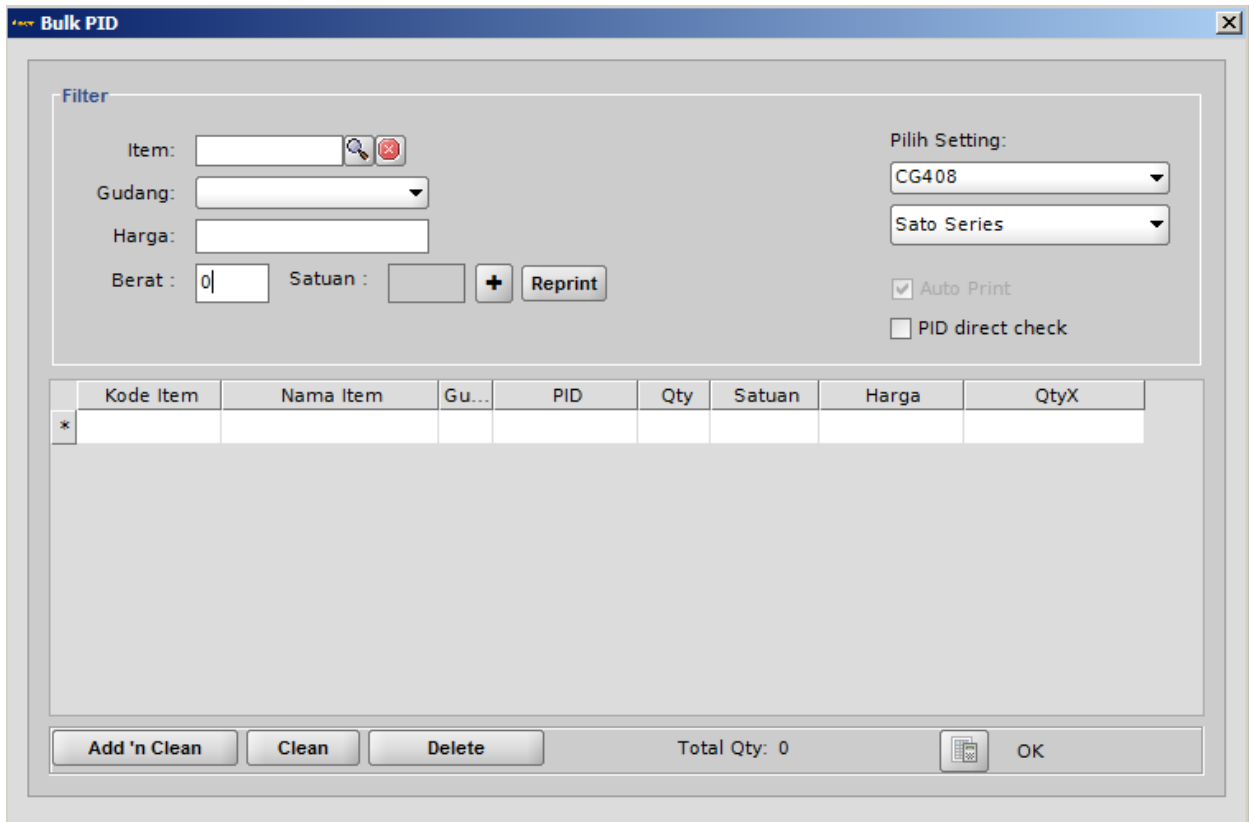 Bulk PID
Filter
Item:
Gudang:
Harga:
Berat : 0 Satuan : + Reprint
Pilih Setting:
CG408
Sato Series
Auto Print
PID direct check
Kode Item Nama Item Gu... PID Qty Satuan Harga QtyX
*
Add 'n Clean Clean Delete Total Qty: 0 OK